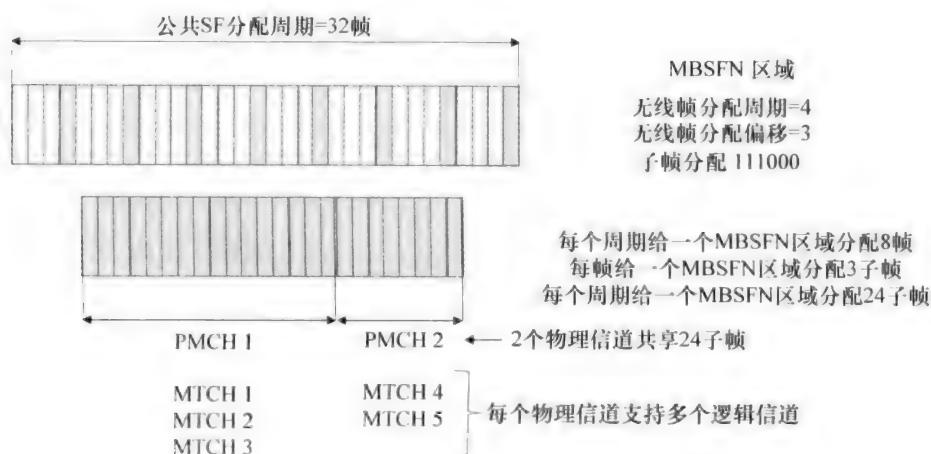 公共SF分配周期=32帧
MBSFN 区域
无线帧分配周期=4
无线帧分配偏移=3
子帧分配 111000
每个周期给一个MBSFN区域分配8帧
每帧给一个MBSFN区域分配3子帧
每个周期给一个MBSFN区域分配24子帧
PMCH 1
PMCH 2
2个物理信道共享24子帧
MTCH 1
MTCH 2
MTCH 3
MTCH 4
MTCH 5
每个物理信道支持多个逻辑信道